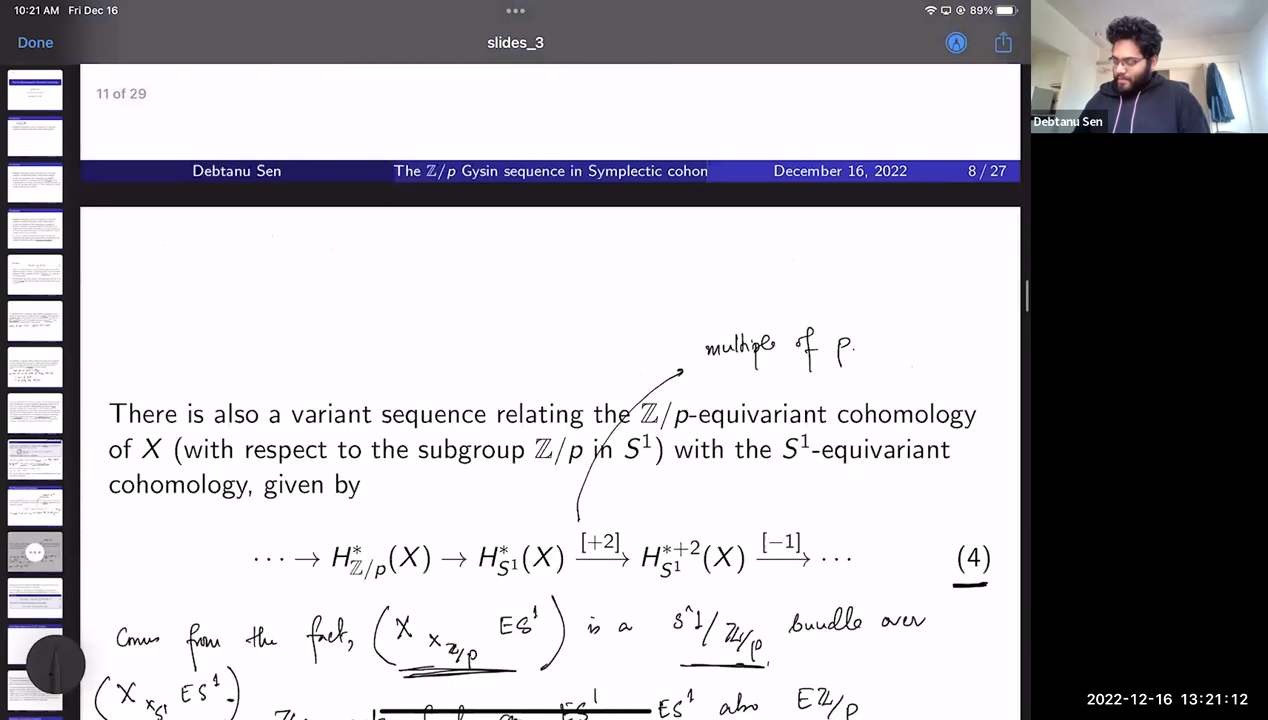 10:21 AM Fri Dec 16
89%
Done
slides_3
11 of 29
Debtanu Sen The ℤ/p Gysin sequence in Symplectic cohon December 16, 2022 8 / 27
multiple of p.
There is also a variant sequence relating the ℤ/p-equivariant cohomology
of X (with respect to the subgroup ℤ/p in S¹) with the S¹-equivariant
cohomology, given by
⋯ → H*_{ℤ/p}(X) → H*_{S¹}(X) —[+2]→ H^{*+2}_{S¹}(X) —[−1]→ ⋯ (4)
Comes from the fact, (X ×_{ℤ/p} ES¹) is a S^1/ℤ/p bundle over
(X ×_{S¹} ES¹).
ES¹ ES¹ also Eℤ/p
Debtanu Sen
2022-12-16 13:21:12